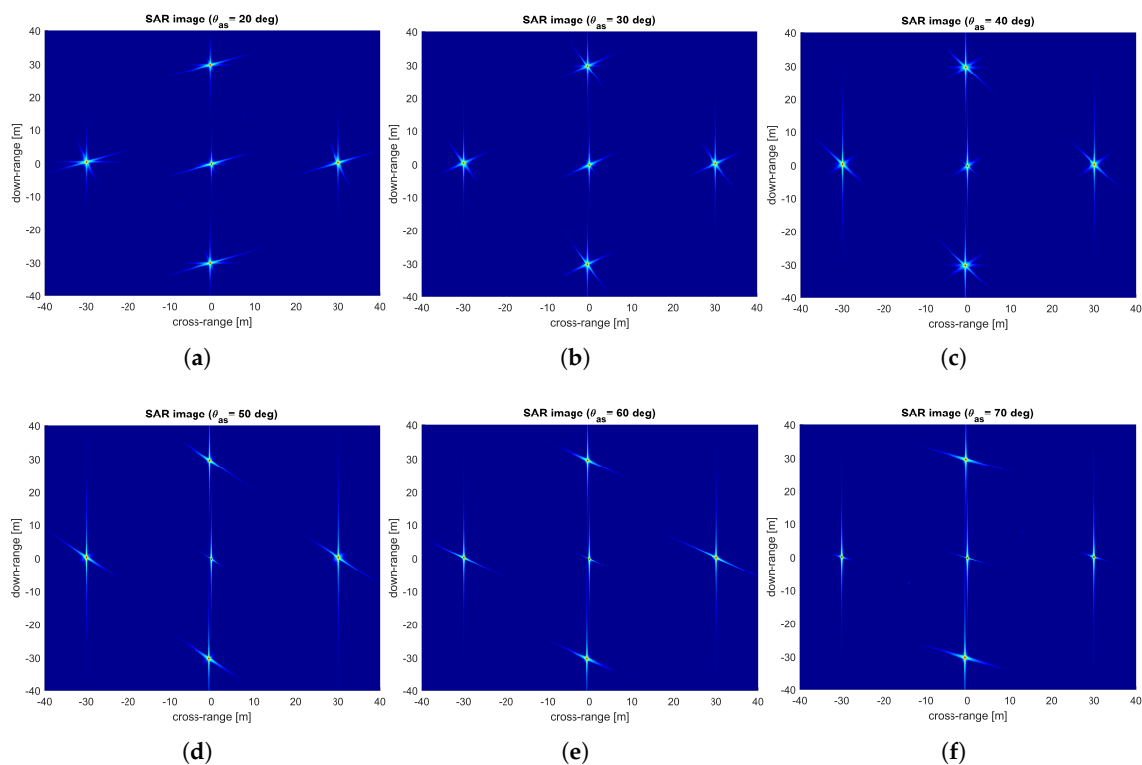 SAR image (θas= 20 deg)
40
30
20
10
0
-10
-20
-30
-40
down-range [m]
-40 -30 -20 -10 0 10 20 30 40
cross-range [m]
(a)
SAR image (θas= 30 deg)
40
30
20
10
0
-10
-20
-30
-40
down-range [m]
-40 -30 -20 -10 0 10 20 30 40
cross-range [m]
(b)
SAR image (θas= 40 deg)
40
30
20
10
0
-10
-20
-30
-40
down-range [m]
-40 -30 -20 -10 0 10 20 30 40
cross-range [m]
(c)
SAR image (θas= 50 deg)
40
30
20
10
0
-10
-20
-30
-40
down-range [m]
-40 -30 -20 -10 0 10 20 30 40
cross-range [m]
(d)
SAR image (θas= 60 deg)
40
30
20
10
0
-10
-20
-30
-40
down-range [m]
-40 -30 -20 -10 0 10 20 30 40
cross-range [m]
(e)
SAR image (θas= 70 deg)
40
30
20
10
0
-10
-20
-30
-40
down-range [m]
-40 -30 -20 -10 0 10 20 30 40
cross-range [m]
(f)